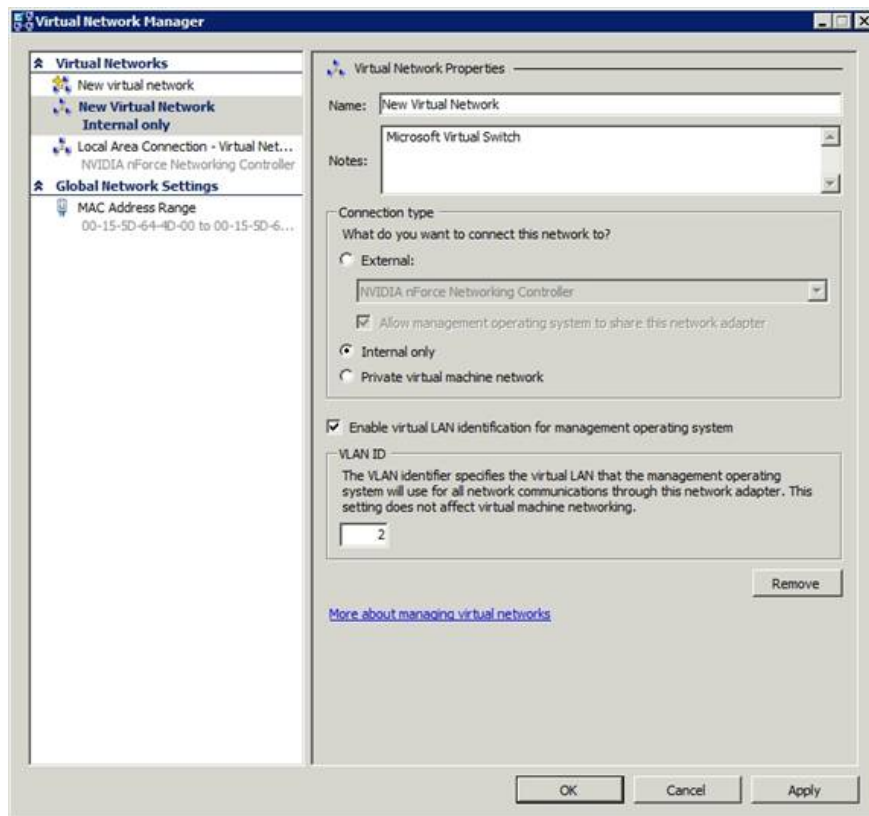 Virtual Network Manager
Virtual Networks
New virtual network
New Virtual Network
Internal only
Local Area Connection - Virtual Net...
NVIDIA nForce Networking Controller
Global Network Settings
MAC Address Range
00-15-5D-64-4D-00 to 00-15-5D-6...
Virtual Network Properties
Name: New Virtual Network
Notes: Microsoft Virtual Switch
Connection type
What do you want to connect this network to?
External:
NVIDIA nForce Networking Controller
Allow management operating system to share this network adapter
Internal only
Private virtual machine network
Enable virtual LAN identification for management operating system
VLAN ID
The VLAN identifier specifies the virtual LAN that the management operating
system will use for all network communications through this network adapter. This
setting does not affect virtual machine networking.
2
Remove
More about managing virtual networks
OK Cancel Apply